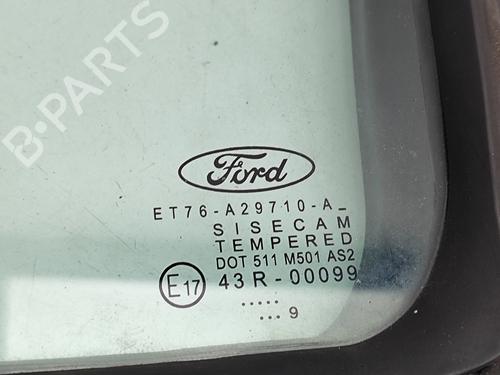 B-PARTS
Ford
ET76-A29710-A_
SISECAM
TEMPERED
DOT 511 M501 AS2
E17 43R-00099
.....
... 9